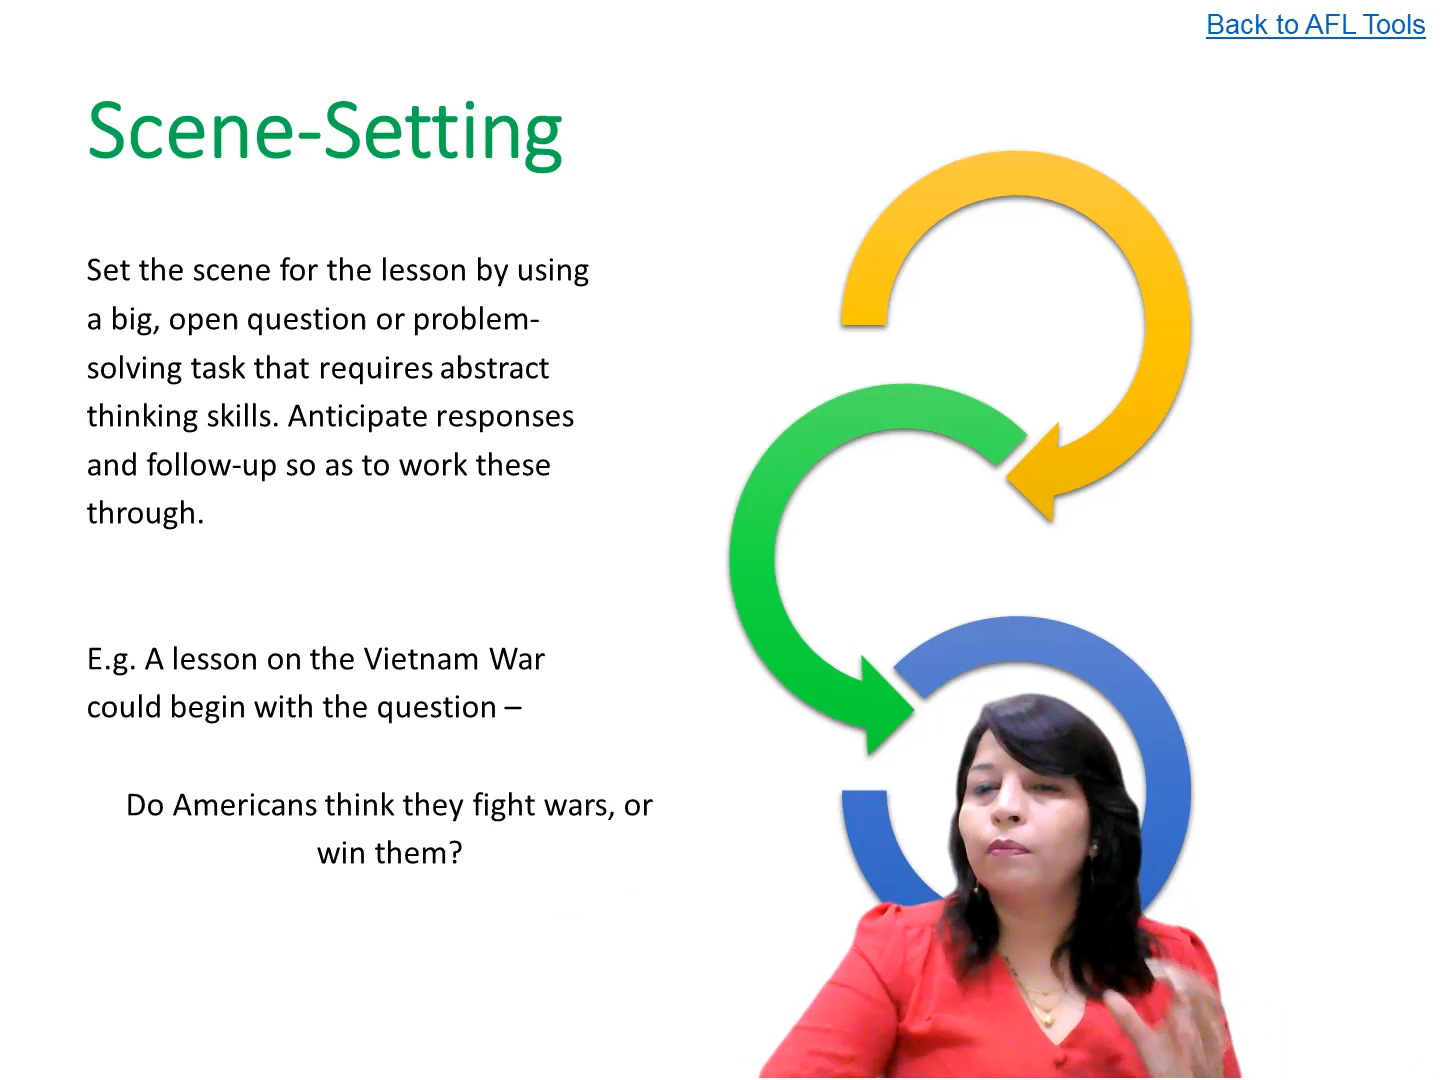 Back to AFL Tools
Scene-Setting
Set the scene for the lesson by using
a big, open question or problem-
solving task that requires abstract
thinking skills. Anticipate responses
and follow-up so as to work these
through.
E.g. A lesson on the Vietnam War
could begin with the question –
Do Americans think they fight wars, or
win them?